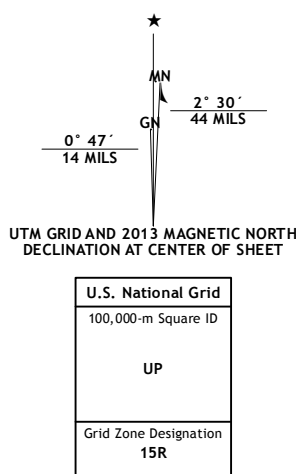 ★
MN
GN
2° 30´
44 MILS
0° 47´
14 MILS
UTM GRID AND 2013 MAGNETIC NORTH
DECLINATION AT CENTER OF SHEET
U.S. National Grid
100,000-m Square ID
UP
Grid Zone Designation
15R